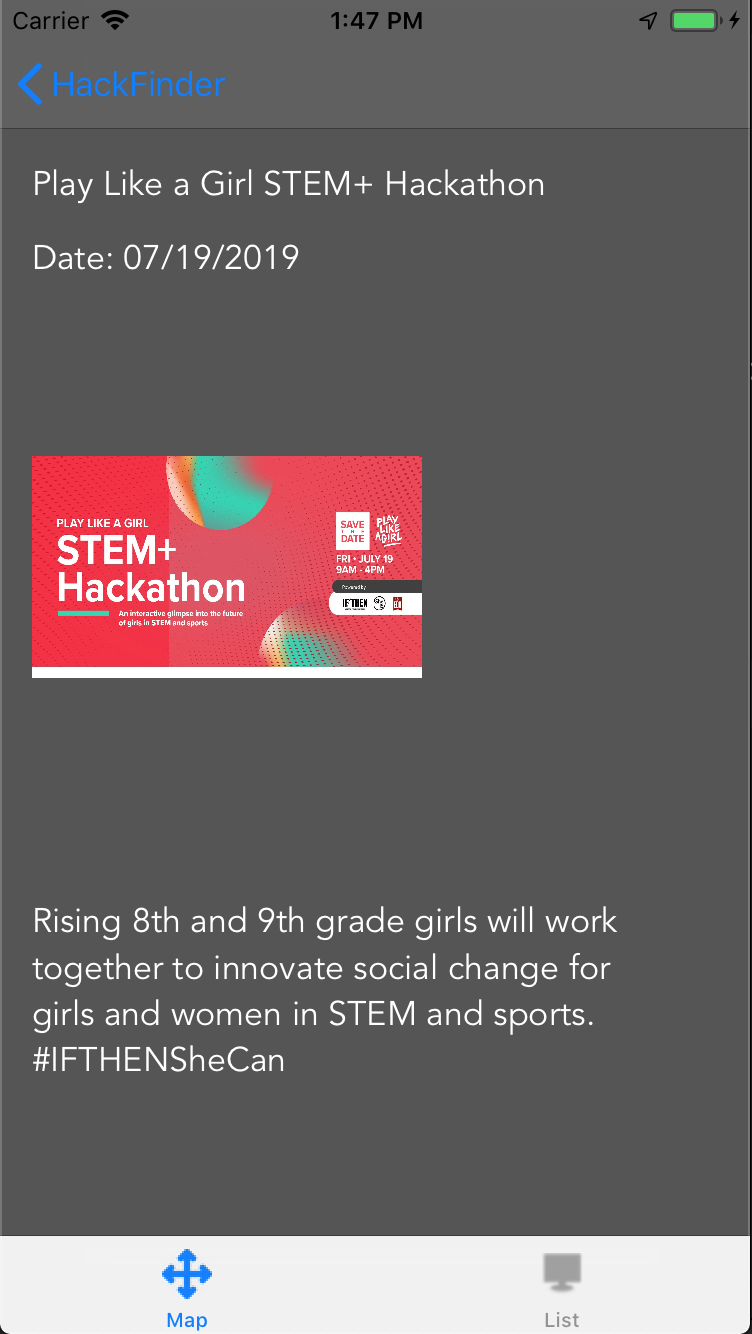 Carrier
1:47 PM
HackFinder
Play Like a Girl STEM+ Hackathon
Date: 07/19/2019
PLAY LIKE A GIRL
STEM+
Hackathon
An interactive glimpse into the future
of girls in STEM and sports
SAVE
THE
DATE
PLAY
LIKE
A GIRL
FRI • JULY 19
9AM - 4PM
Powered by
IF/THEN
Rising 8th and 9th grade girls will work
together to innovate social change for
girls and women in STEM and sports.
#IFTHENSheCan
Map
List